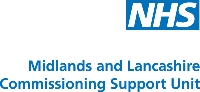 NHS
Midlands and Lancashire
Commissioning Support Unit